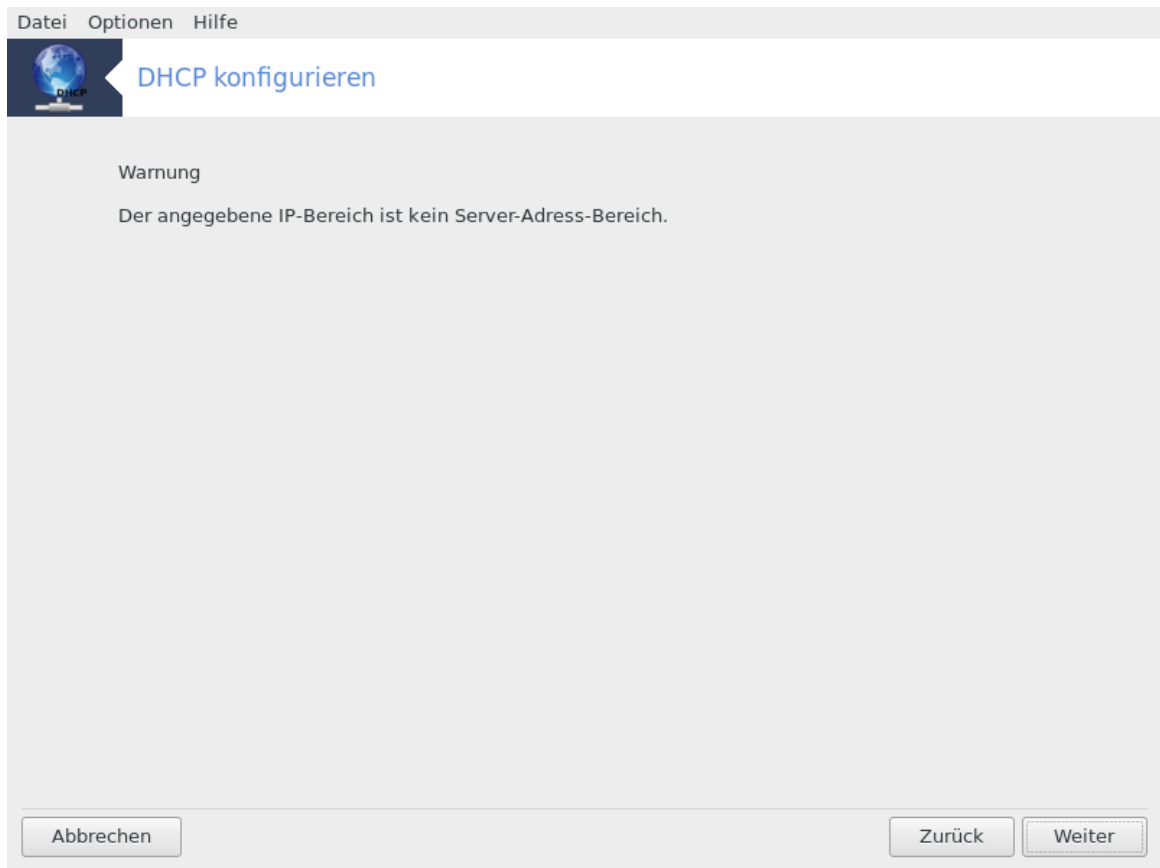 Datei Optionen Hilfe
DHCP
DHCP konfigurieren
Warnung
Der angegebene IP-Bereich ist kein Server-Adress-Bereich.
Abbrechen Zurück Weiter